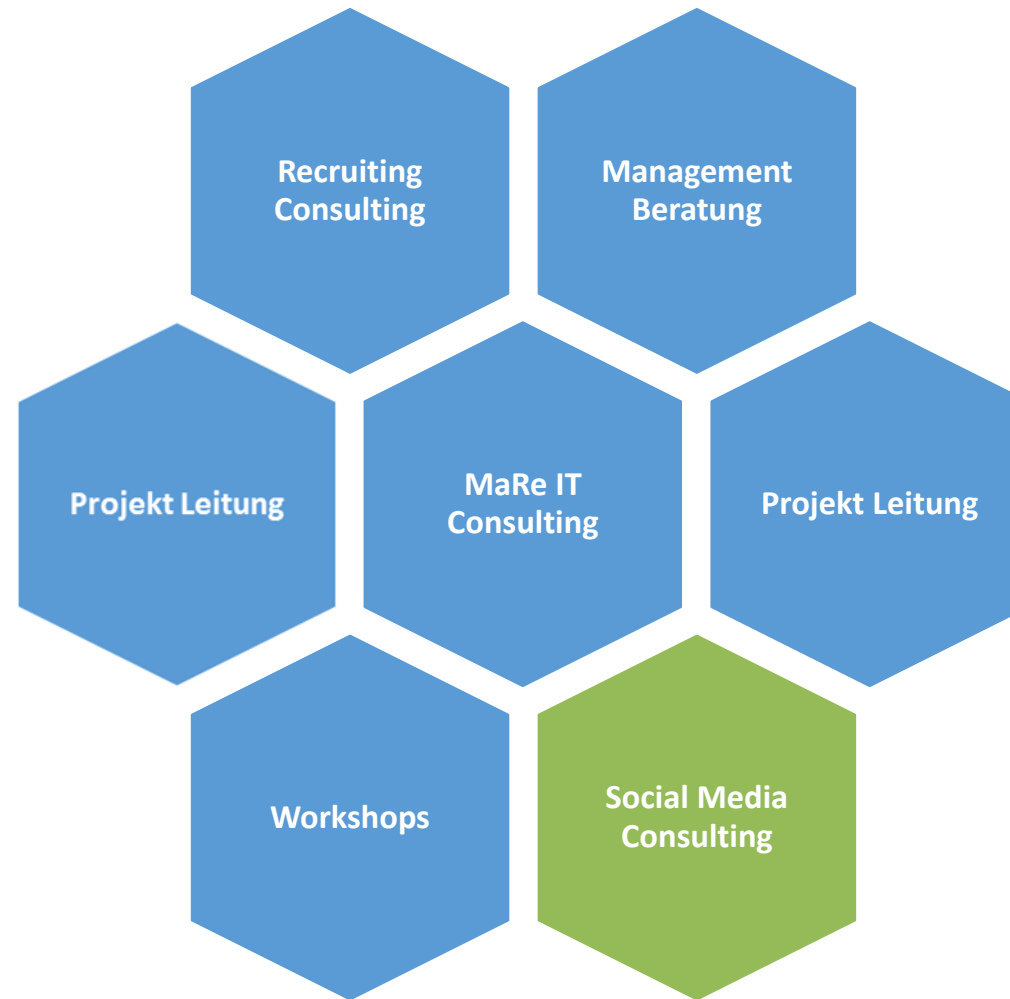 Recruiting
Consulting
Management
Beratung
Projekt Leitung
MaRe IT
Consulting
Projekt Leitung
Workshops
Social Media
Consulting